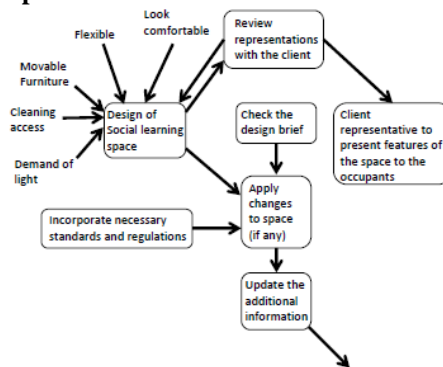 Look
comfortable
Flexible
Review
representations
with the client
Movable
Furniture
Cleaning
access
Demand of
light
Design of
Social learning
space
Check the
design brief
Client
representative to
present features of
the space to the
occupants
Incorporate necessary
standards and regulations
Apply
changes
to space
(if any)
Update the
additional
information